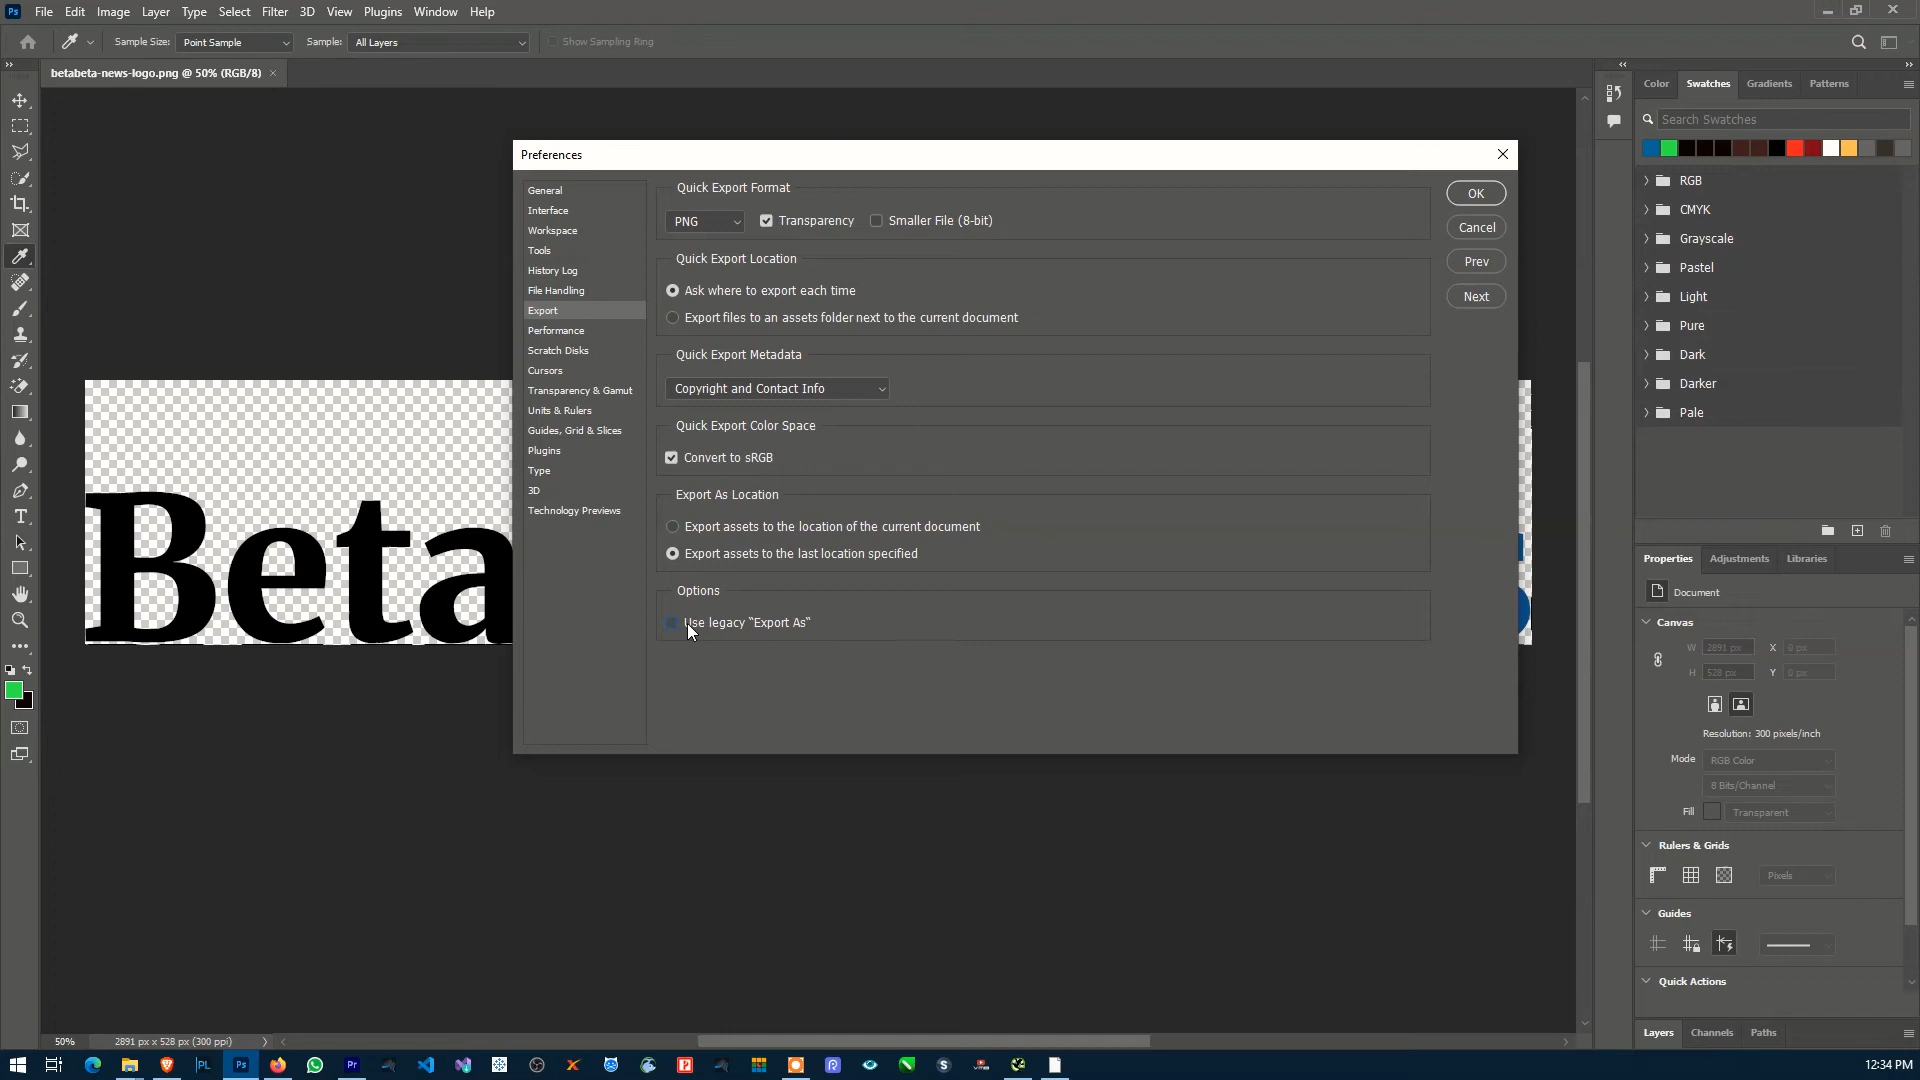 Ps File Edit Image Layer Type Select Filter 3D View Plugins Window Help
Sample Size: Point Sample Sample: All Layers Show Sampling Ring
betabeta-news-logo.png @ 50% (RGB/8) ×
Color Swatches Gradients Patterns
Search Swatches
RGB
CMYK
Grayscale
Pastel
Light
Pure
Dark
Darker
Pale
Preferences
General
Interface
Workspace
Tools
History Log
File Handling
Export
Performance
Scratch Disks
Cursors
Transparency & Gamut
Units & Rulers
Guides, Grid & Slices
Plugins
Type
3D
Technology Previews
Quick Export Format
PNG Transparency Smaller File (8-bit)
Quick Export Location
Ask where to export each time
Export files to an assets folder next to the current document
Quick Export Metadata
Copyright and Contact Info
Quick Export Color Space
Convert to sRGB
Export As Location
Export assets to the location of the current document
Export assets to the last location specified
Options
Use legacy “Export As”
OK
Cancel
Prev
Next
Beta
Properties Adjustments Libraries
Document
Canvas
W 2891 px X 0 px
H 528 px Y 0 px
Resolution: 300 pixels/inch
Mode RGB Color
8 Bits/Channel
Fill Transparent
Rulers & Grids
Pixels
Guides
Quick Actions
Layers Channels Paths
50% 2891 px x 528 px (300 ppi)
PL Ps Pr
12:34 PM